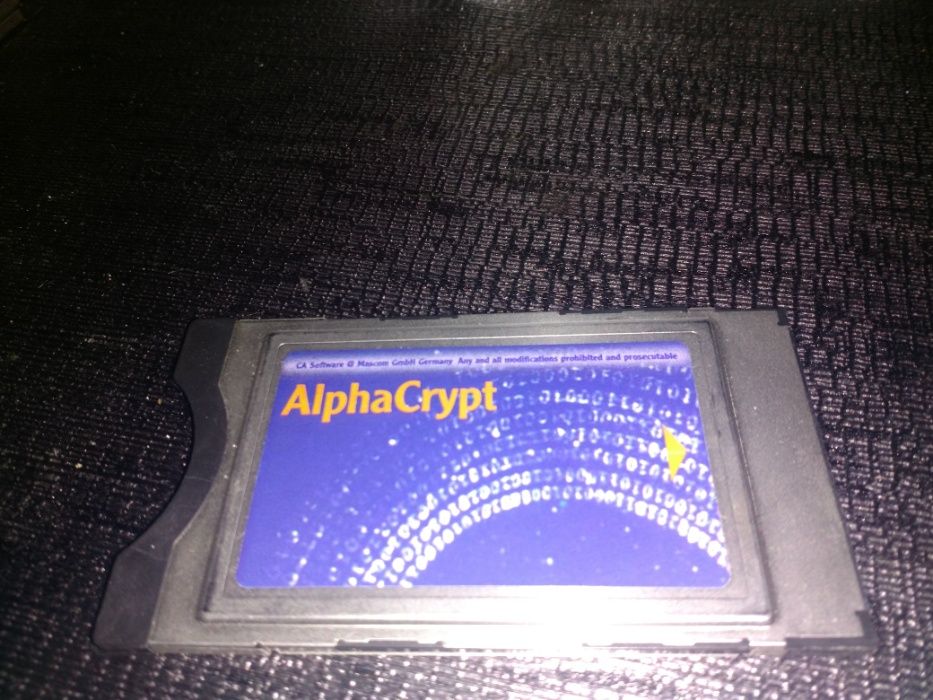 CA Software @ Mascom GmbH Germany Any and all modifications prohibited and prosecutable
AlphaCrypt